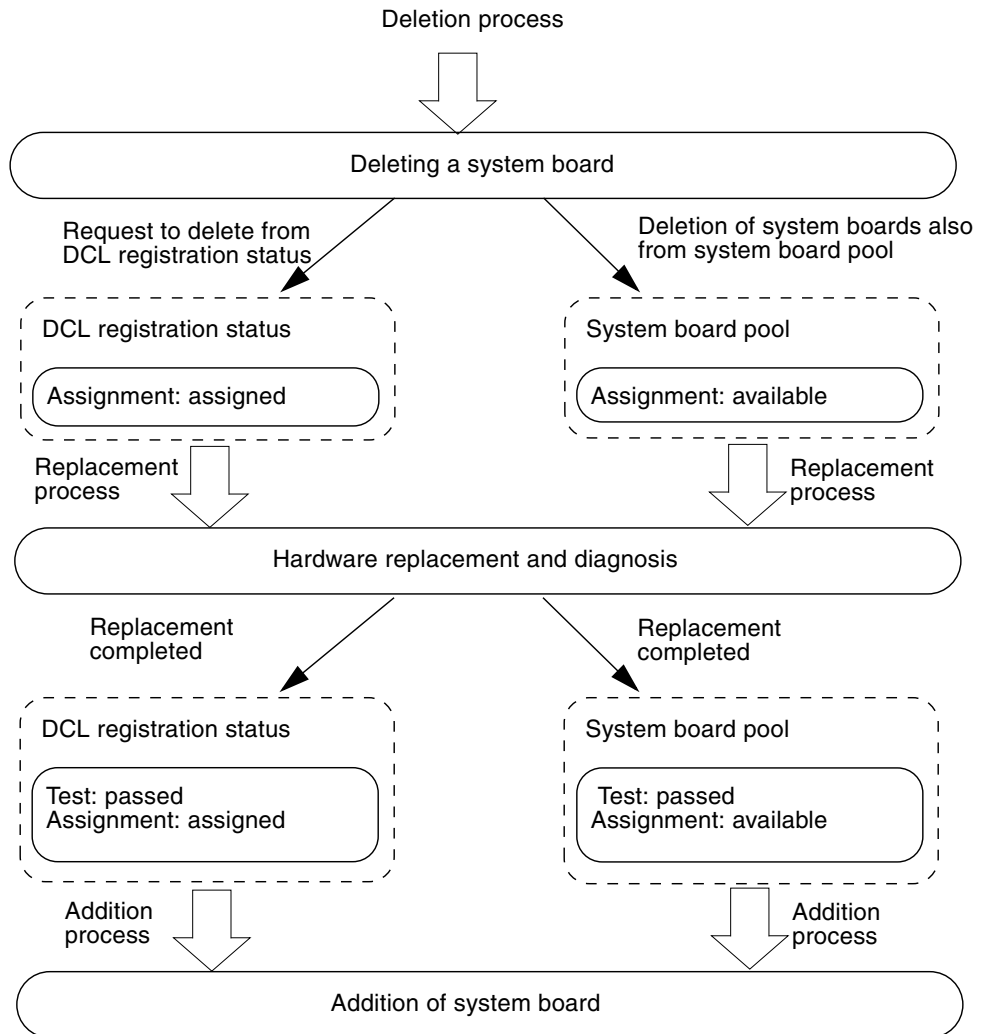 Deletion process
Deleting a system board
Request to delete from
DCL registration status
Deletion of system boards also
from system board pool
DCL registration status
Assignment: assigned
System board pool
Assignment: available
Replacement
process
Replacement
process
Hardware replacement and diagnosis
Replacement
completed
Replacement
completed
DCL registration status
Test: passed
Assignment: assigned
System board pool
Test: passed
Assignment: available
Addition
process
Addition
process
Addition of system board